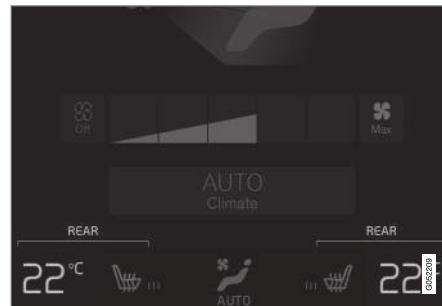 Off
Max
AUTO
Climate
REAR REAR
22°C 22°
AUTO
G052209